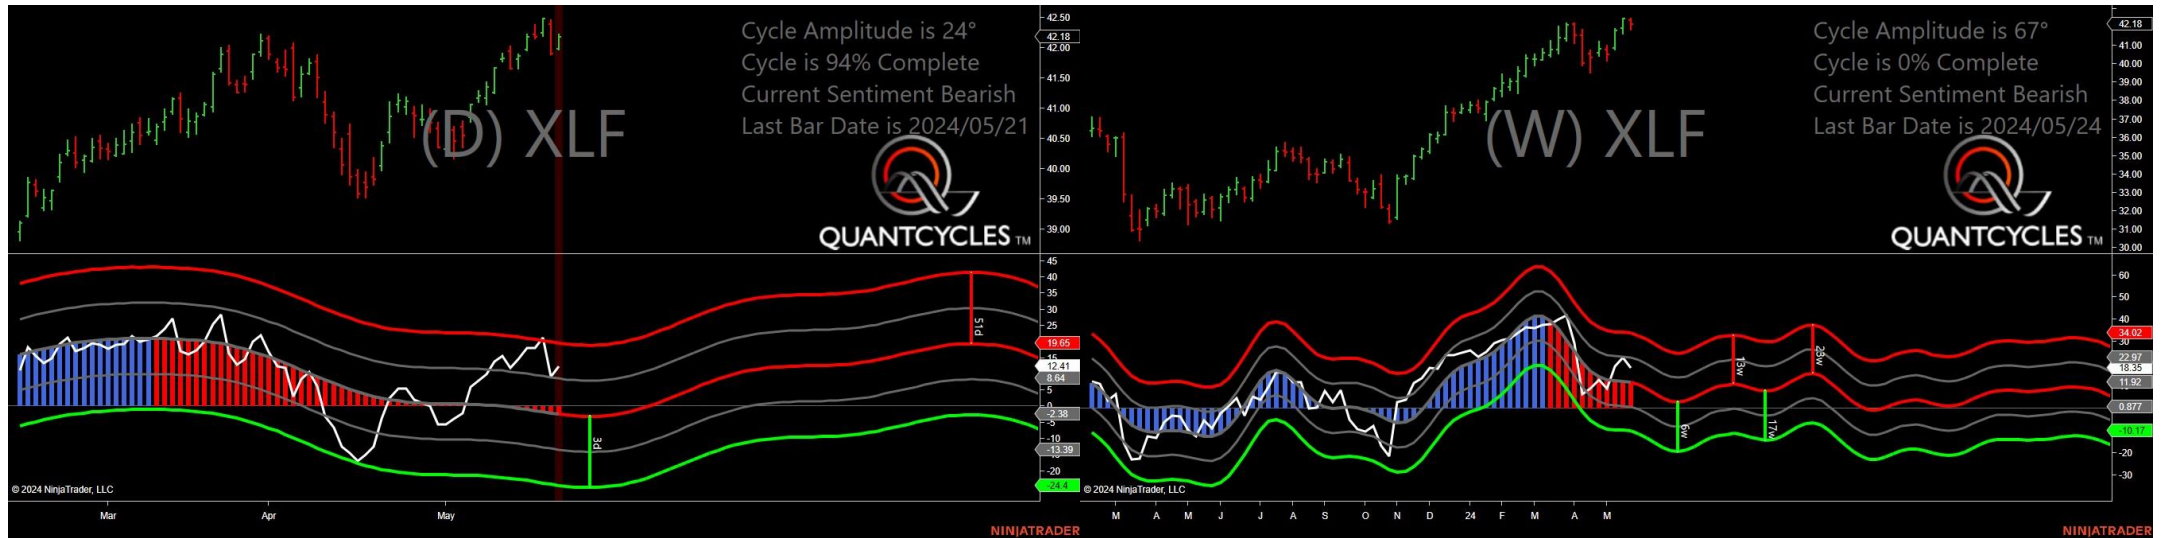 Cycle Amplitude is 24°
Cycle is 94% Complete
Current Sentiment Bearish
Last Bar Date is 2024/05/21
(D) XLF
QUANTCYCLES TM
42.50
42.18
42.00
41.50
41.00
40.50
40.00
39.50
39.00
45
40
35
30
25
19.65
15
12.41
8.64
5
0
-2.38
-5
-10
-13.39
-20
-24.4
51d
3d
© 2024 NinjaTrader, LLC
Mar
Apr
May
NINJATRADER
Cycle Amplitude is 67°
Cycle is 0% Complete
Current Sentiment Bearish
Last Bar Date is 2024/05/24
(W) XLF
QUANTCYCLES TM
42.18
41.00
40.00
39.00
38.00
37.00
36.00
35.00
34.00
33.00
32.00
31.00
30.00
60
50
40
34.02
30
22.97
18.35
11.92
0.877
-10.17
-20
-30
13w
23w
6w
17w
© 2024 NinjaTrader, LLC
M
A
M
J
J
A
S
O
N
D
24
F
M
A
M
NINJATRADER